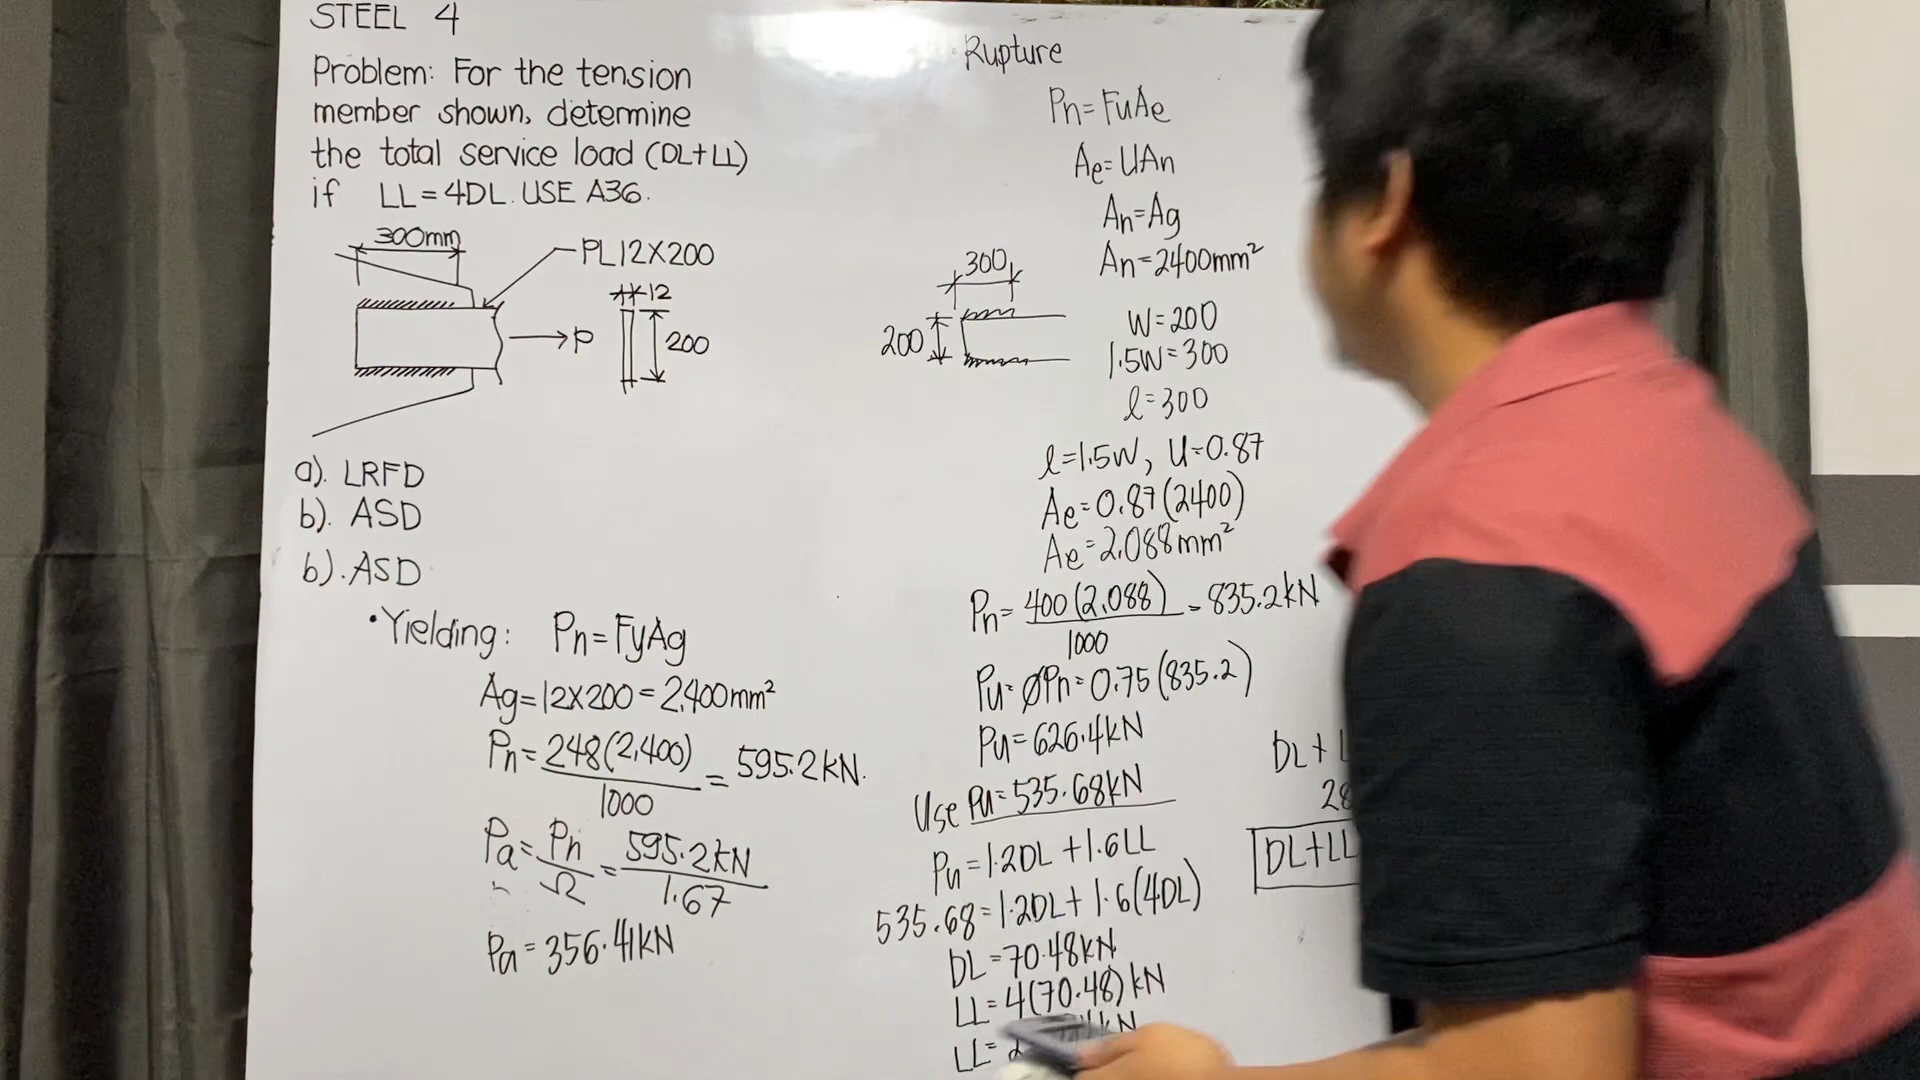 STEEL 4
Problem: For the tension
member shown, determine
the total service load (DL+LL)
if LL=4DL. USE A36.
300mm
PL12X200
12
200
P
a). LRFD
b). ASD
b). ASD
•Yielding: Pn=FyAg
Ag=12X200=2,400mm²
Pn=248(2,400)/1000=595.2kN.
Pa=Pn/Ω=595.2kN/1.67
Pa=356.41kN
Rupture
Pn=FuAe
Ae=UAn
An=Ag
An=2400mm²
300
200
W=200
1.5W=300
l=300
l=1.5W, U=0.87
Ae=0.87(2400)
Ae=2,088mm²
Pn=400(2,088)/1000=835.2kN
Pu=ØPn=0.75(835.2)
Pu=626.4kN
Use Pu=535.68kN
Pu=1.2DL+1.6LL
535.68=1.2DL+1.6(4DL)
DL=70.48kN
LL=4(70.48)kN
LL=
kN
DL+
28
DL+LL